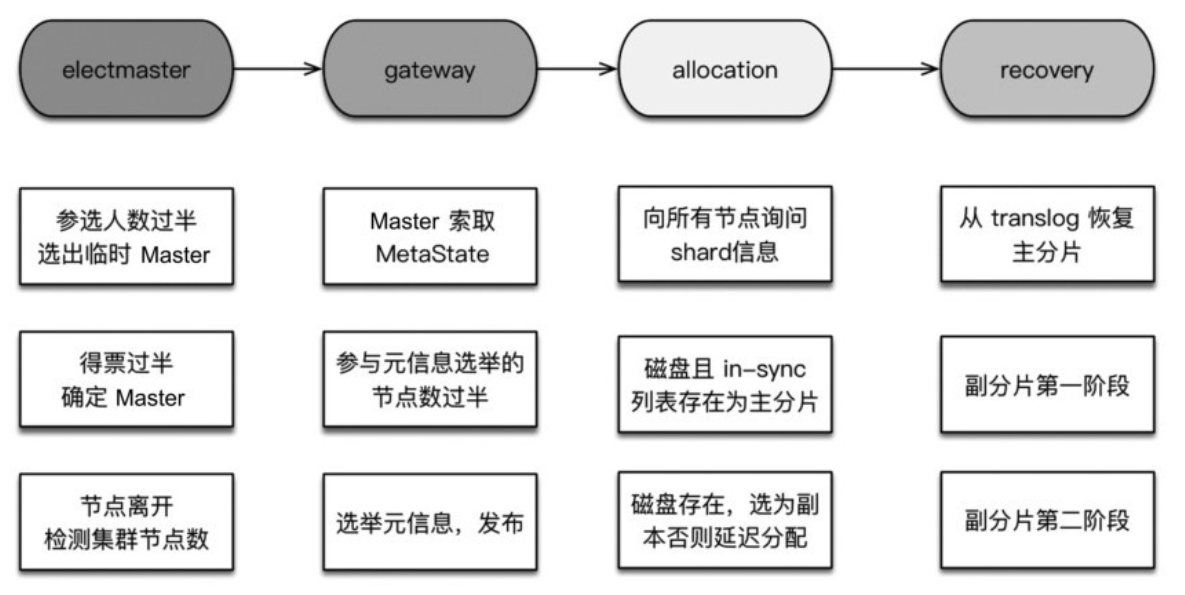 electmaster
gateway
allocation
recovery
参选人数过半
选出临时 Master
Master 索取
MetaState
向所有节点询问
shard信息
从 translog 恢复
主分片
得票过半
确定 Master
参与元信息选举的
节点数过半
磁盘且 in-sync
列表存在为主分片
副分片第一阶段
节点离开
检测集群节点数
选举元信息，发布
磁盘存在，选为副
本否则延迟分配
副分片第二阶段